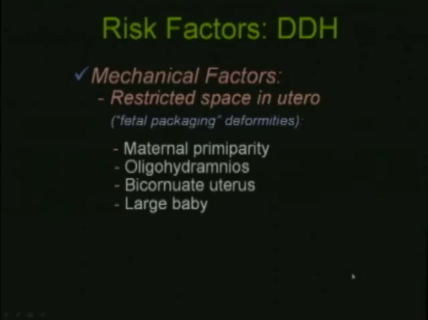 Risk Factors: DDH
✓Mechanical Factors:
- Restricted space in utero
("fetal packaging" deformities):
- Maternal primiparity
- Oligohydramnios
- Bicornuate uterus
- Large baby